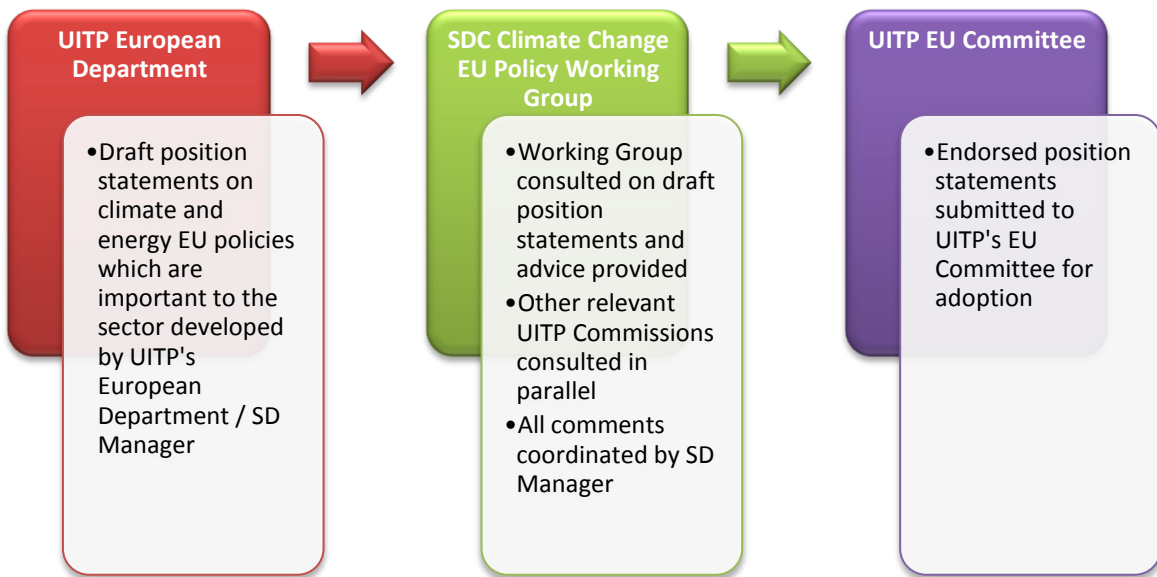 UITP European
Department
•Draft position
statements on
climate and
energy EU policies
which are
important to the
sector developed
by UITP's
European
Department / SD
Manager
SDC Climate Change
EU Policy Working
Group
•Working Group
consulted on draft
position
statements and
advice provided
•Other relevant
UITP Commissions
consulted in
parallel
•All comments
coordinated by SD
Manager
UITP EU Committee
•Endorsed position
statements
submitted to
UITP's EU
Committee for
adoption